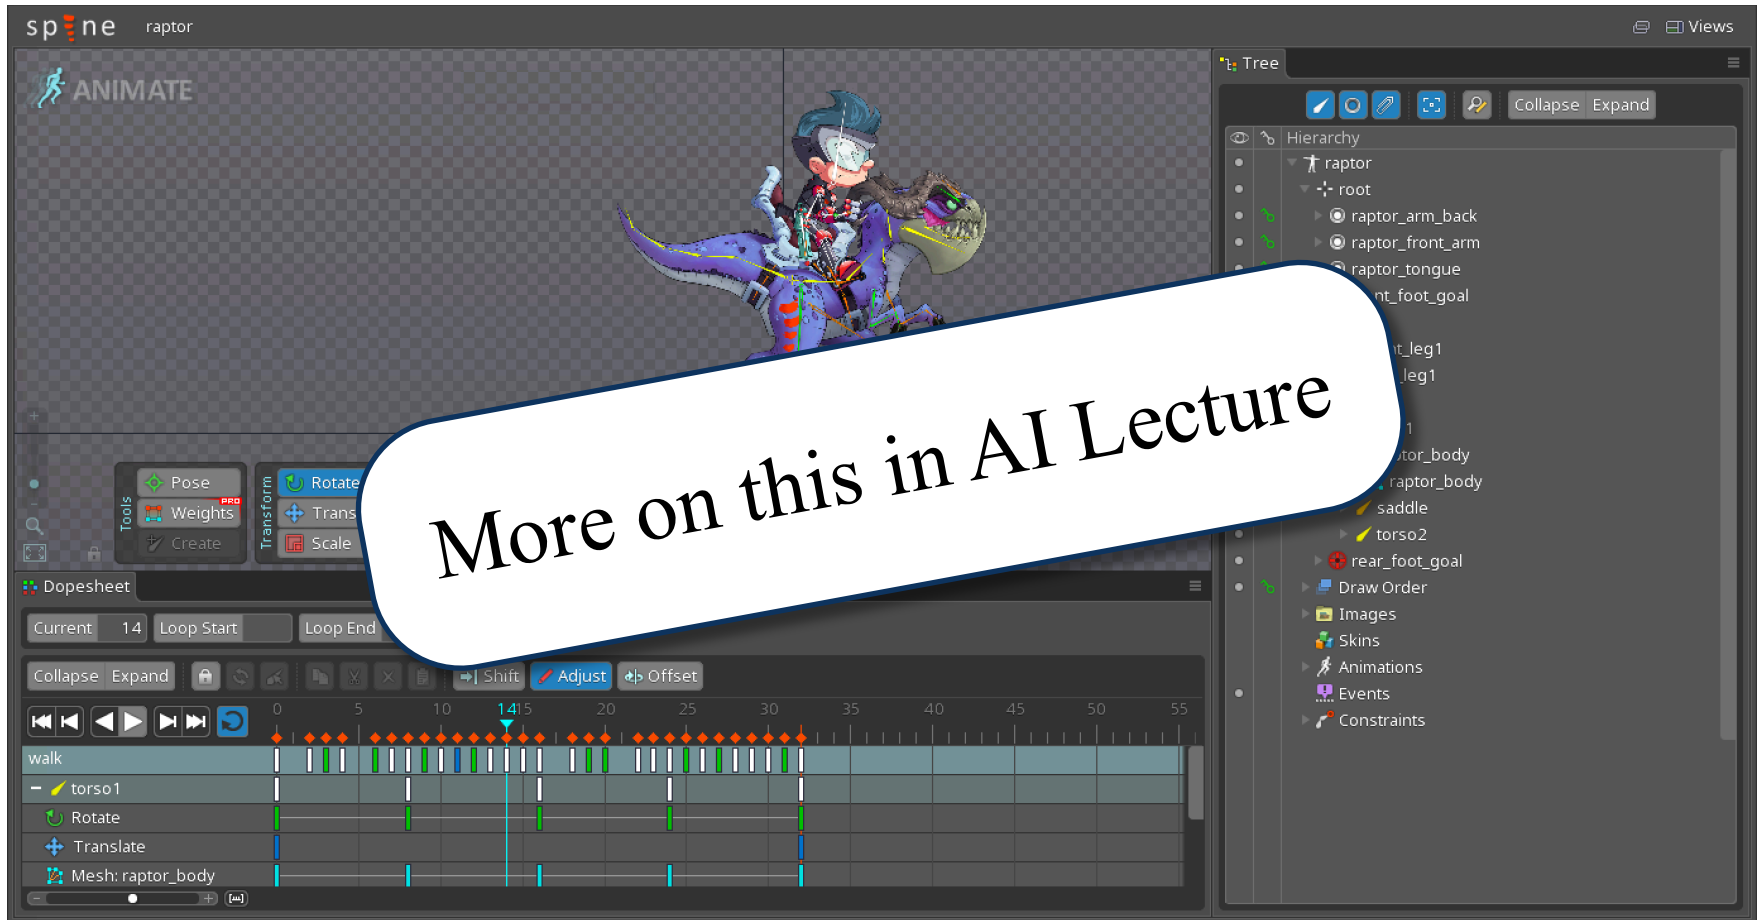 spine
raptor
Views
ANIMATE
Tree
Collapse Expand
Hierarchy
raptor
root
raptor_arm_back
raptor_front_arm
raptor_tongue
nt_foot_goal
nt_leg1
leg1
1
raptor_body
saddle
torso2
rear_foot_goal
Draw Order
Images
Skins
Animations
Events
Constraints
More on this in AI Lecture
Tools
Pose
Weights PRO
Create
Transform
Rotate
Trans
Scale
Dopesheet
Current 14 Loop Start Loop End
Collapse Expand Shift Adjust Offset
0 5 10 14 15 20 25 30 35 40 45 50 55
walk
torso1
Rotate
Translate
Mesh: raptor_body